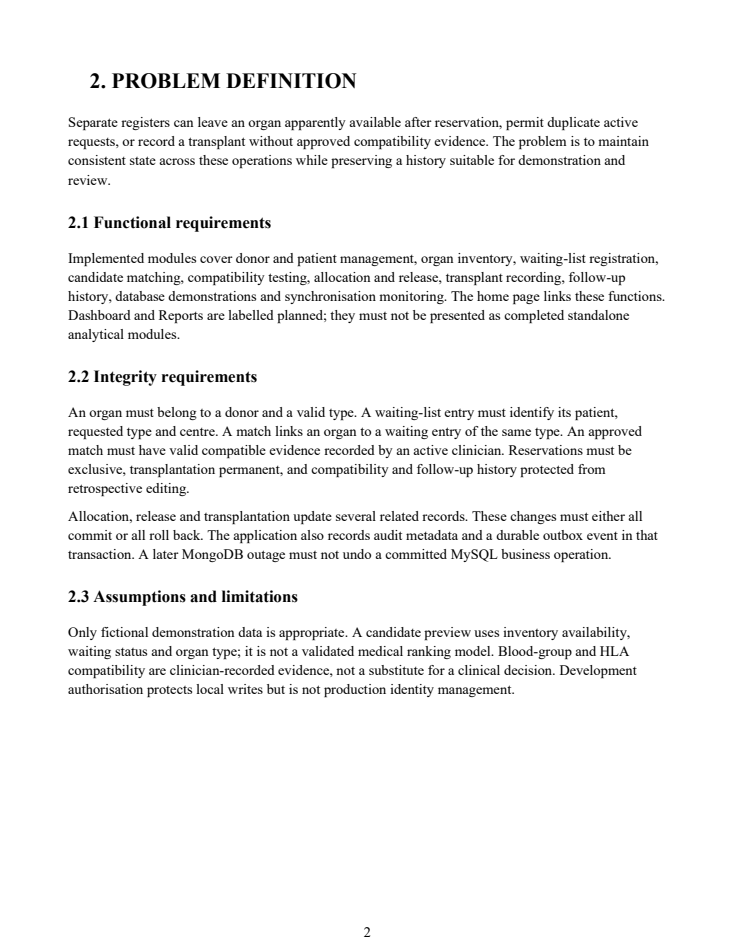 2. PROBLEM DEFINITION
Separate registers can leave an organ apparently available after reservation, permit duplicate active
requests, or record a transplant without approved compatibility evidence. The problem is to maintain
consistent state across these operations while preserving a history suitable for demonstration and
review.
2.1 Functional requirements
Implemented modules cover donor and patient management, organ inventory, waiting-list registration,
candidate matching, compatibility testing, allocation and release, transplant recording, follow-up
history, database demonstrations and synchronisation monitoring. The home page links these functions.
Dashboard and Reports are labelled planned; they must not be presented as completed standalone
analytical modules.
2.2 Integrity requirements
An organ must belong to a donor and a valid type. A waiting-list entry must identify its patient,
requested type and centre. A match links an organ to a waiting entry of the same type. An approved
match must have valid compatible evidence recorded by an active clinician. Reservations must be
exclusive, transplantation permanent, and compatibility and follow-up history protected from
retrospective editing.
Allocation, release and transplantation update several related records. These changes must either all
commit or all roll back. The application also records audit metadata and a durable outbox event in that
transaction. A later MongoDB outage must not undo a committed MySQL business operation.
2.3 Assumptions and limitations
Only fictional demonstration data is appropriate. A candidate preview uses inventory availability,
waiting status and organ type; it is not a validated medical ranking model. Blood-group and HLA
compatibility are clinician-recorded evidence, not a substitute for a clinical decision. Development
authorisation protects local writes but is not production identity management.
2